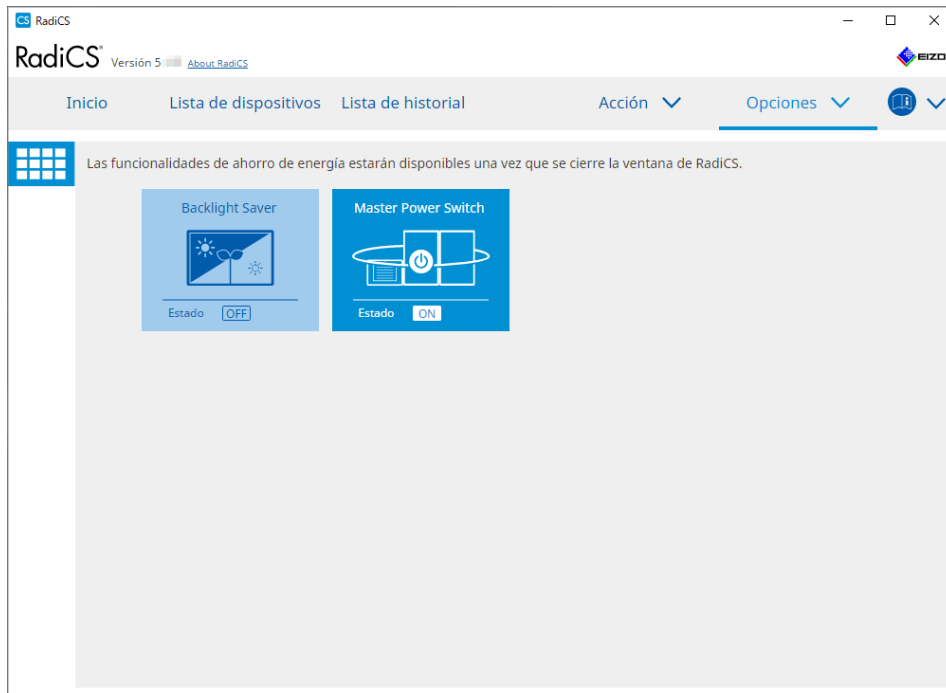 CS RadiCS
RadiCS® Versión 5 About RadiCS
EIZO
Inicio Lista de dispositivos Lista de historial Acción Opciones
Las funcionalidades de ahorro de energía estarán disponibles una vez que se cierre la ventana de RadiCS.
Backlight Saver
Estado OFF
Master Power Switch
Estado ON